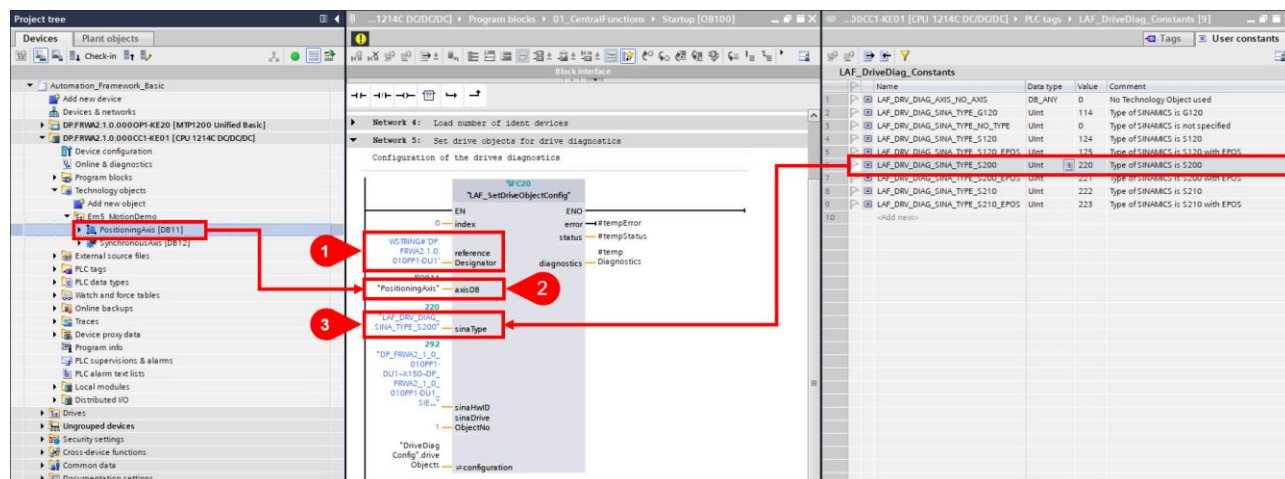 Project tree
Devices
Plant objects
Check-in
Automation_Framework_Basic
Add new device
Devices & networks
DP.FRWA2.1.0.000OP1-KE20 [MTP1200 Unified Basic]
DP.FRWA2.1.0.000CC1-KE01 [CPU 1214C DC/DC/DC]
Device configuration
Online & diagnostics
Program blocks
Technology objects
Add new object
Em5_MotionDemo
PositioningAxis [DB11]
SynchronousAxis [DB12]
External source files
PLC tags
PLC data types
Watch and force tables
Online backups
Traces
Device proxy data
Program info
PLC supervisions & alarms
PLC alarm text lists
Local modules
Distributed I/O
Drives
Ungrouped devices
Security settings
Cross-device functions
Common data
Documentation settings
...1214C DC/DC/DC] ▸ Program blocks ▸ 01_CentralFunctions ▸ Startup [OB100]
Block interface
Network 4: Load number of ident devices
Network 5: Set drive objects for drive diagnostics
Configuration of the drives diagnostics
%FC20
"LAF_SetDriveObjectConfig"
EN ENO
0 index error #tempError
status #tempStatus
WSTRING#'DP.
FRWA2.1.0.
010PP1-DU1'
reference
Designator
#temp
diagnostics Diagnostics
1
"PositioningAxis" axisDB
2
220
"LAF_DRV_DIAG_
SINA_TYPE_S200" sinaType
3
292
"DP_FRWA2_1_0_
010PP1-
DU1~X150~DP_
FRWA2_1_0_
010PP1-DU1_
SIE..."
sinaHwID
sinaDrive
1 ObjectNo
"DriveDiag
Config".drive
Objects configuration
...00CC1-KE01 [CPU 1214C DC/DC/DC] ▸ PLC tags ▸ LAF_DriveDiag_Constants [9]
Tags
User constants
LAF_DriveDiag_Constants
Name Data type Value Comment
1 LAF_DRV_DIAG_AXIS_NO_AXIS DB_ANY 0 No Technology Object used
2 LAF_DRV_DIAG_SINA_TYPE_G120 UInt 114 Type of SINAMICS is G120
3 LAF_DRV_DIAG_SINA_TYPE_NO_TYPE UInt 0 Type of SINAMICS is not specified
4 LAF_DRV_DIAG_SINA_TYPE_S120 UInt 124 Type of SINAMICS is S120
5 LAF_DRV_DIAG_SINA_TYPE_S120_EPOS UInt 125 Type of SINAMICS is S120 with EPOS
6 LAF_DRV_DIAG_SINA_TYPE_S200 UInt 220 Type of SINAMICS is S200
7 LAF_DRV_DIAG_SINA_TYPE_S200_EPOS UInt 221 Type of SINAMICS is S200 with EPOS
8 LAF_DRV_DIAG_SINA_TYPE_S210 UInt 222 Type of SINAMICS is S210
9 LAF_DRV_DIAG_SINA_TYPE_S210_EPOS UInt 223 Type of SINAMICS is S210 with EPOS
10 <Add new>